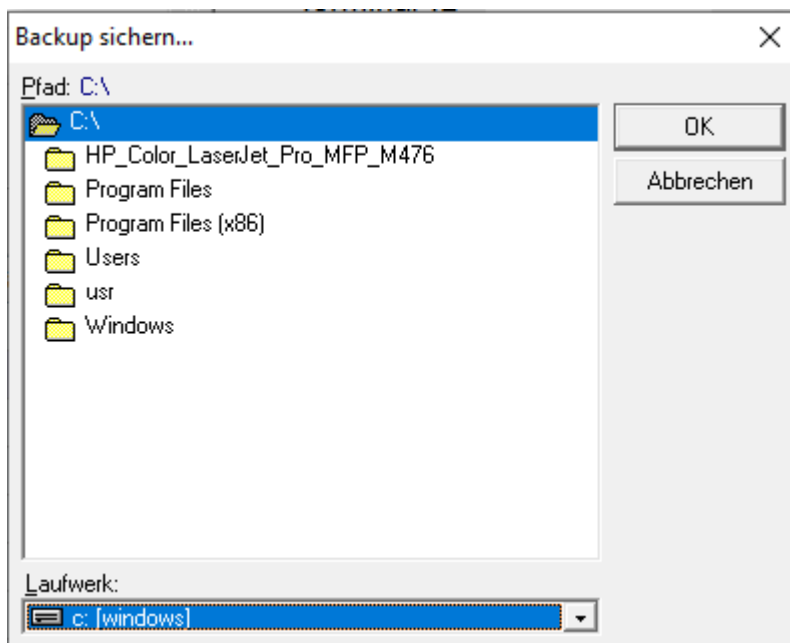 Backup sichern...
Pfad: C:\
C:\
HP_Color_LaserJet_Pro_MFP_M476
Program Files
Program Files (x86)
Users
usr
Windows
OK
Abbrechen
Laufwerk:
c: [windows]